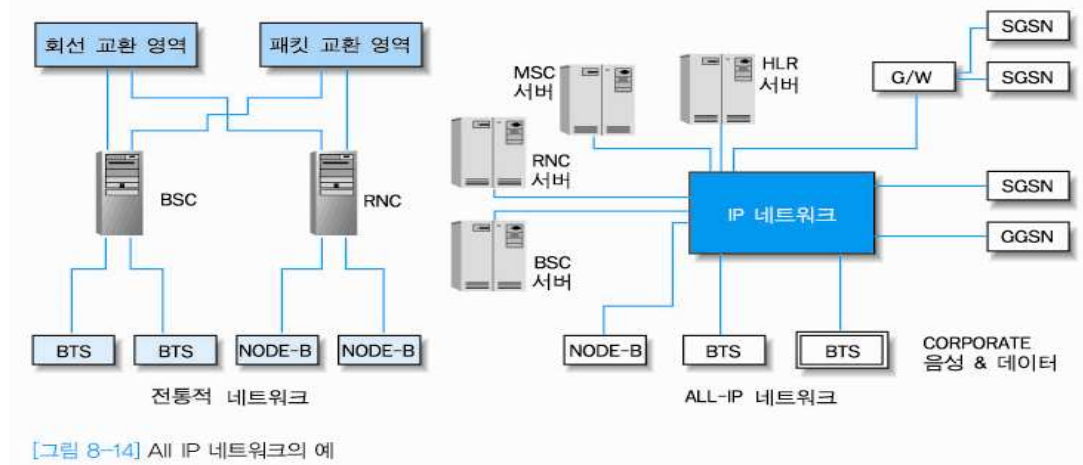 회선 교환 영역
패킷 교환 영역
BSC
RNC
BTS
BTS
NODE-B
NODE-B
전통적 네트워크
MSC
서버
HLR
서버
G/W
SGSN
SGSN
RNC
서버
IP 네트워크
SGSN
GGSN
BSC
서버
NODE-B
BTS
BTS
CORPORATE
음성 & 데이터
ALL-IP 네트워크
[그림 8-14] All IP 네트워크의 예